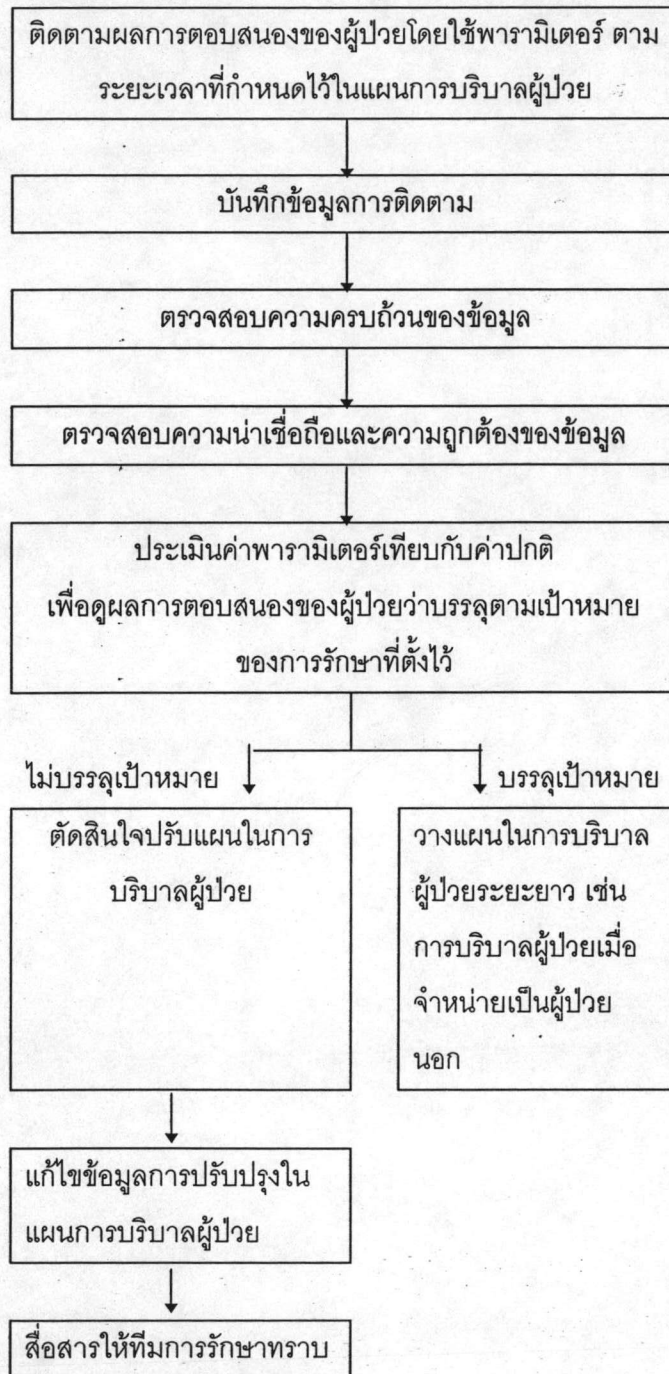 ติดตามผลการตอบสนองของผู้ป่วยโดยใช้พารามิเตอร์ ตาม
ระยะเวลาที่กำหนดไว้ในแผนการบริบาลผู้ป่วย
บันทึกข้อมูลการติดตาม
ตรวจสอบความครบถ้วนของข้อมูล
ตรวจสอบความน่าเชื่อถือและความถูกต้องของข้อมูล
ประเมินค่าพารามิเตอร์เทียบกับค่าปกติ
เพื่อดูผลการตอบสนองของผู้ป่วยว่าบรรลุตามเป้าหมาย
ของการรักษาที่ตั้งไว้
ไม่บรรลุเป้าหมาย
ตัดสินใจปรับแผนในการ
บริบาลผู้ป่วย
แก้ไขข้อมูลการปรับปรุงใน
แผนการบริบาลผู้ป่วย
สื่อสารให้ทีมการรักษาทราบ
บรรลุเป้าหมาย
วางแผนในการบริบาล
ผู้ป่วยระยะยาว เช่น
การบริบาลผู้ป่วยเมื่อ
จำหน่ายเป็นผู้ป่วย
นอก